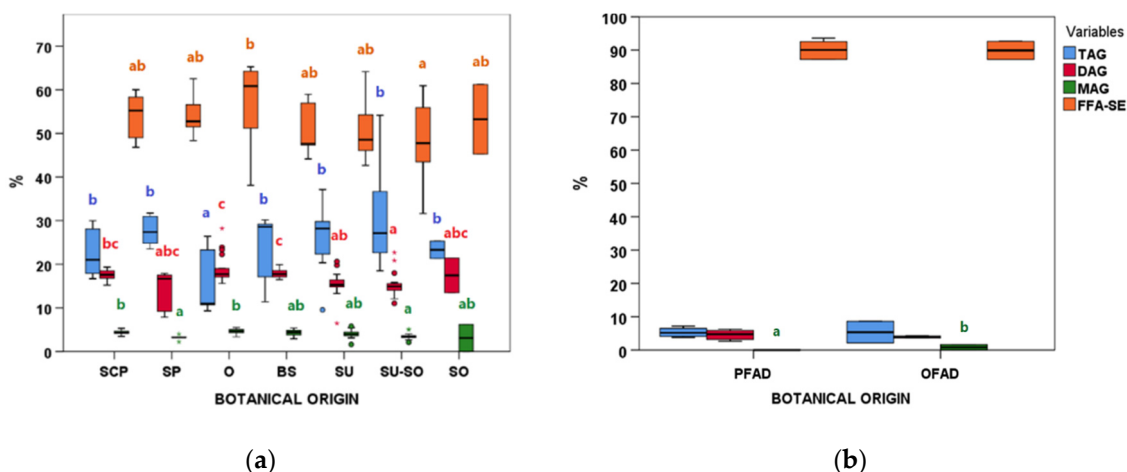 70
60
50
40
30
20
10
0
%
ab ab b ab ab a ab
b b a b b b b
bc abc c c ab a abc
b a b ab ab a ab
SCP SP O BS SU SU-SO SO
BOTANICAL ORIGIN
(a)
100
90
80
70
60
50
40
30
20
10
0
%
a b
PFAD OFAD
BOTANICAL ORIGIN
Variables
TAG
DAG
MAG
FFA-SE
(b)